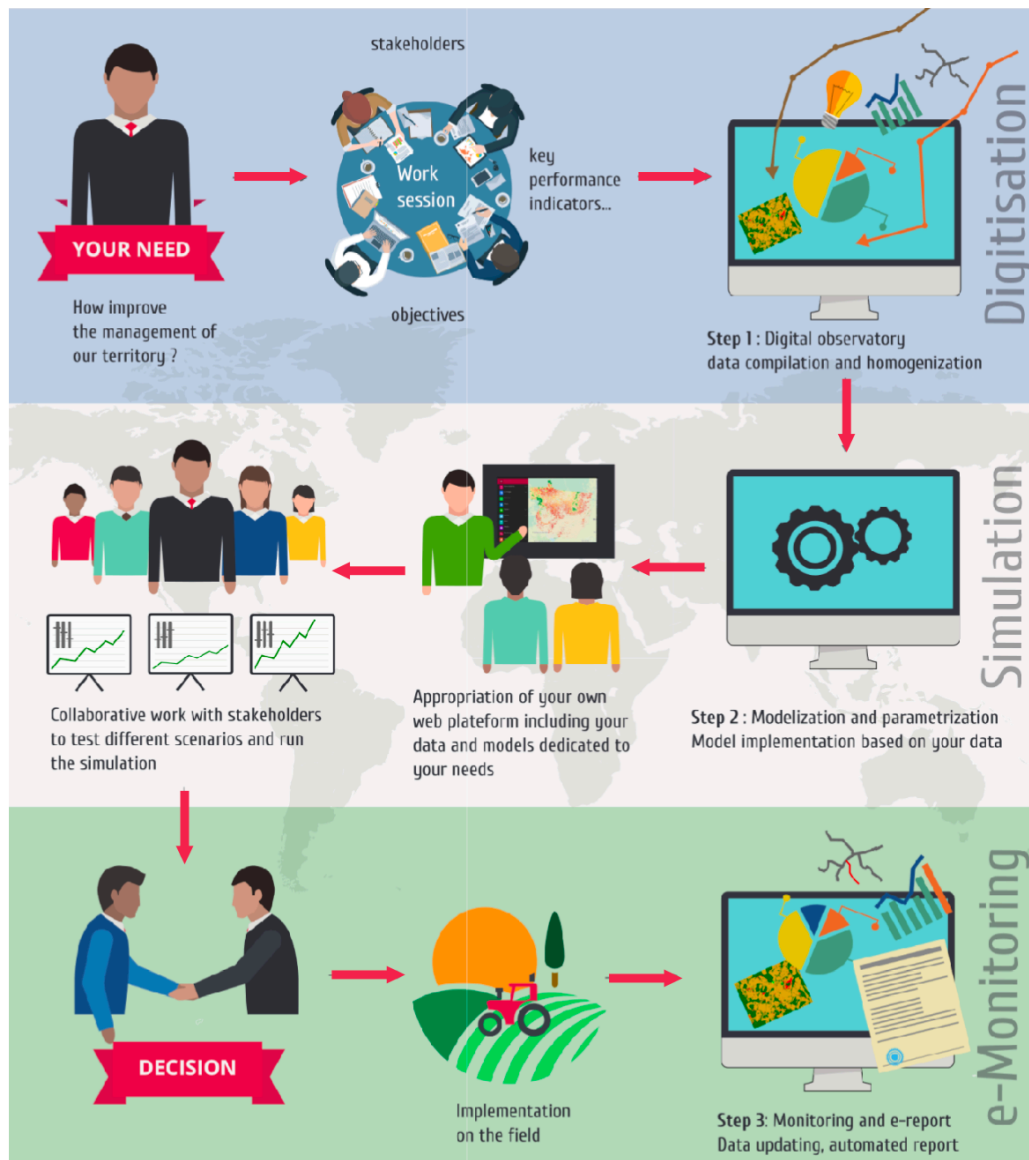 stakeholders
Work
session
key
performance
indicators...
objectives
YOUR NEED
How improve
the management of
our territory ?
Step 1 : Digital observatory
data compilation and homogenization
Digitisation
Collaborative work with stakeholders
to test different scenarios and run
the simulation
Appropriation of your own
web plateform including your
data and models dedicated to
your needs
Step 2 : Modelization and parametrization
Model implementation based on your data
Simulation
DECISION
Implementation
on the field
Step 3: Monitoring and e-report
Data updating, automated report
e-Monitoring